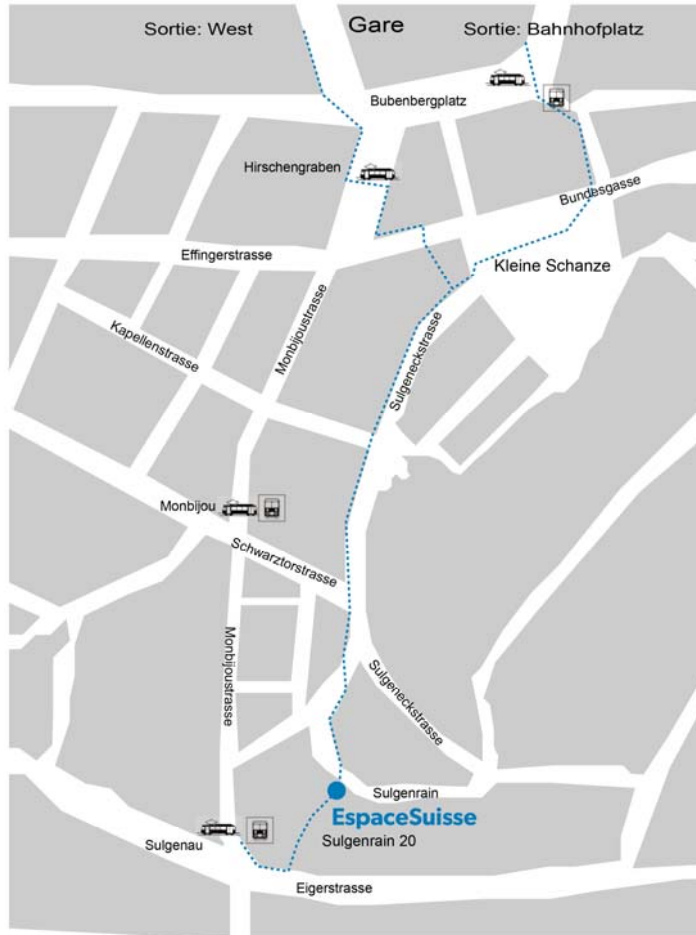 Sortie: West
Gare
Sortie: Bahnhofplatz
Bubenbergplatz
Hirschengraben
Bundesgasse
Effingerstrasse
Kleine Schanze
Monbijoustrasse
Kapellenstrasse
Sulgeneckstrasse
Monbijou
Schwarztorstrasse
Monbijoustrasse
Sulgeneckstrasse
Sulgenrain
EspaceSuisse
Sulgenau
Sulgenrain 20
Eigerstrasse